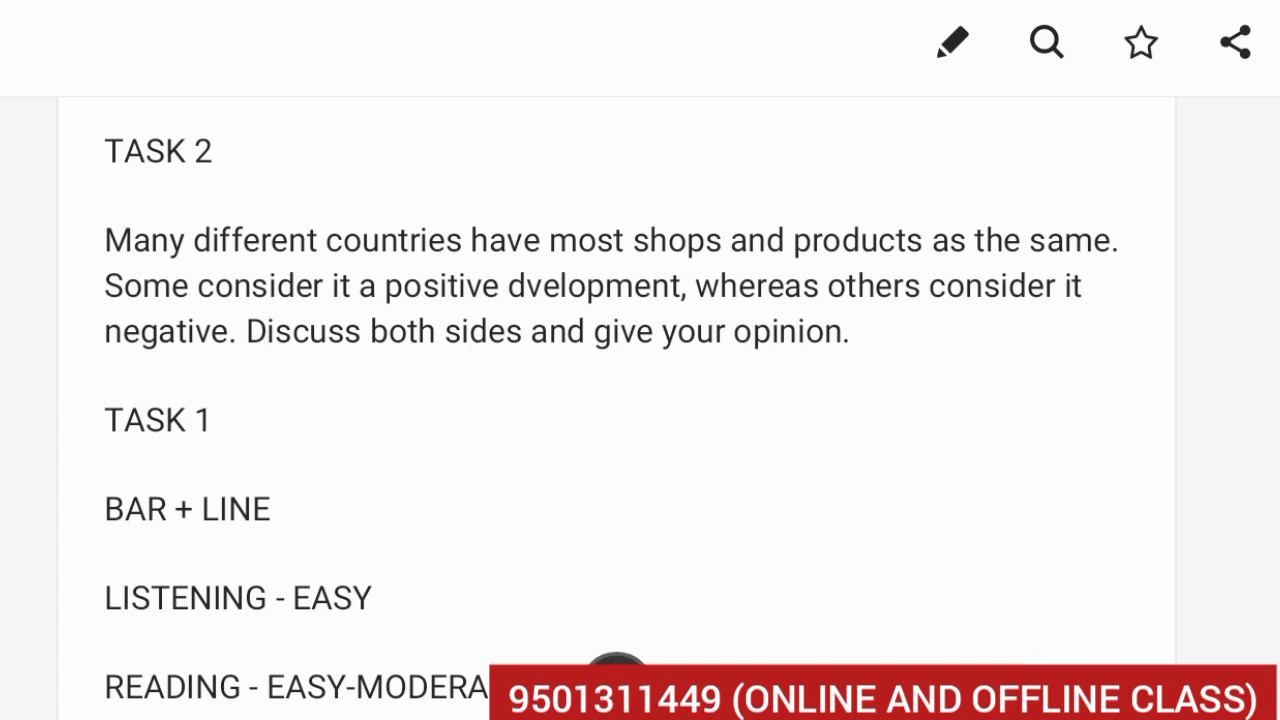 TASK 2
Many different countries have most shops and products as the same.
Some consider it a positive dvelopment, whereas others consider it
negative. Discuss both sides and give your opinion.
TASK 1
BAR + LINE
LISTENING - EASY
READING - EASY-MODERA
9501311449 (ONLINE AND OFFLINE CLASS)